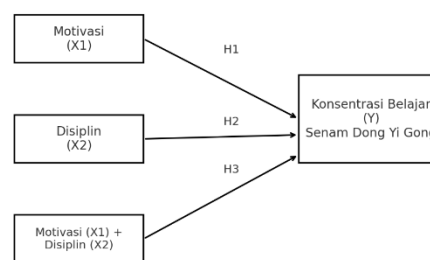 Motivasi
(X1)
H1
Konsentrasi Belajar
(Y)
Senam Dong Yi Gong
Disiplin
(X2)
H2
H3
Motivasi (X1) +
Disiplin (X2)